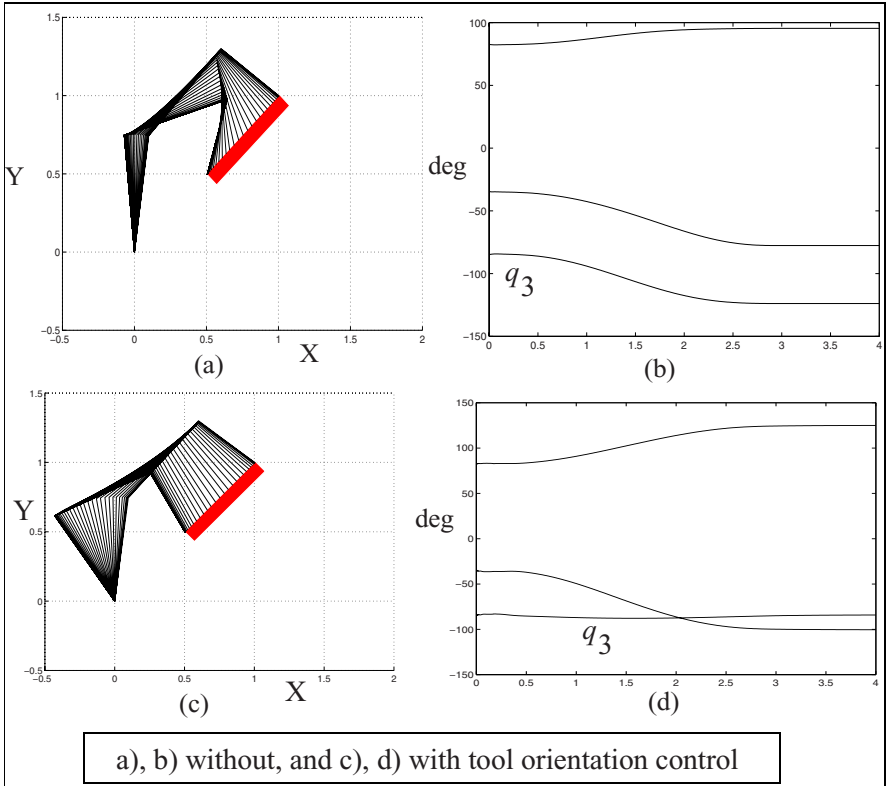 1.5
1
0.5
0
−0.5
−0.5 0 0.5 1 1.5 2
Y
X
(a)
100
50
0
−50
−100
−150
0 0.5 1 1.5 2 2.5 3 3.5 4
deg
q3
(b)
1.5
1
0.5
0
−0.5
−0.5 0 0.5 1 1.5 2
Y
X
(c)
150
100
50
0
−50
−100
−150
0 0.5 1 1.5 2 2.5 3 3.5 4
deg
q3
(d)
a), b) without, and c), d) with tool orientation control